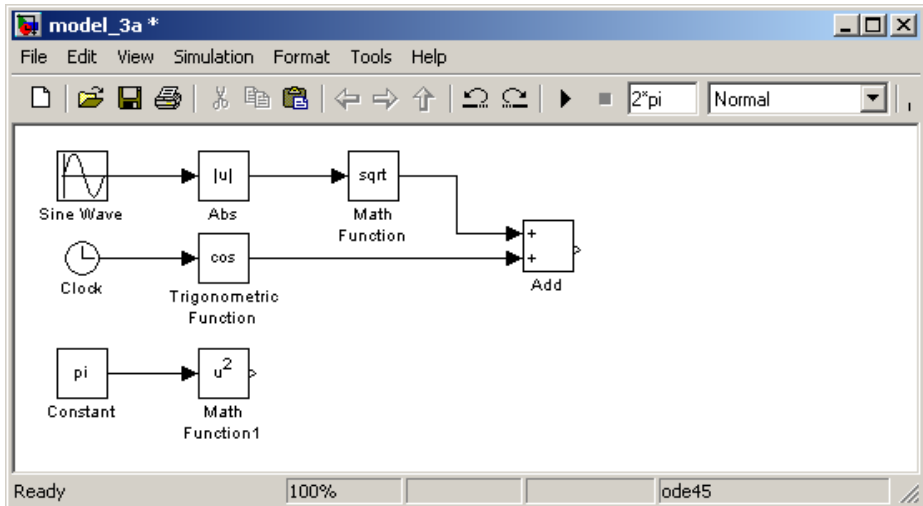 model_3a *
File Edit View Simulation Format Tools Help
2*pi Normal
|u| sqrt
Sine Wave Abs Math
Function
+
cos +
Add
Clock Trigonometric
Function
pi u2
Constant Math
Function1
Ready 100% ode45